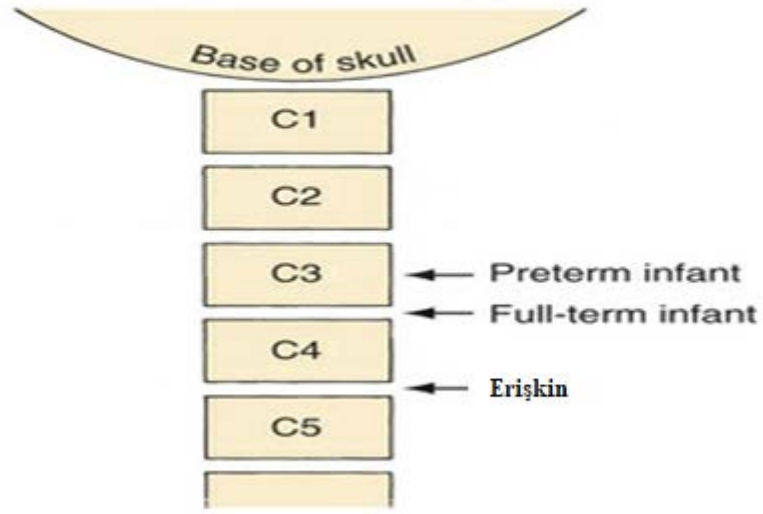 Base of skull
C1
C2
C3
Preterm infant
Full-term infant
C4
Erişkin
C5